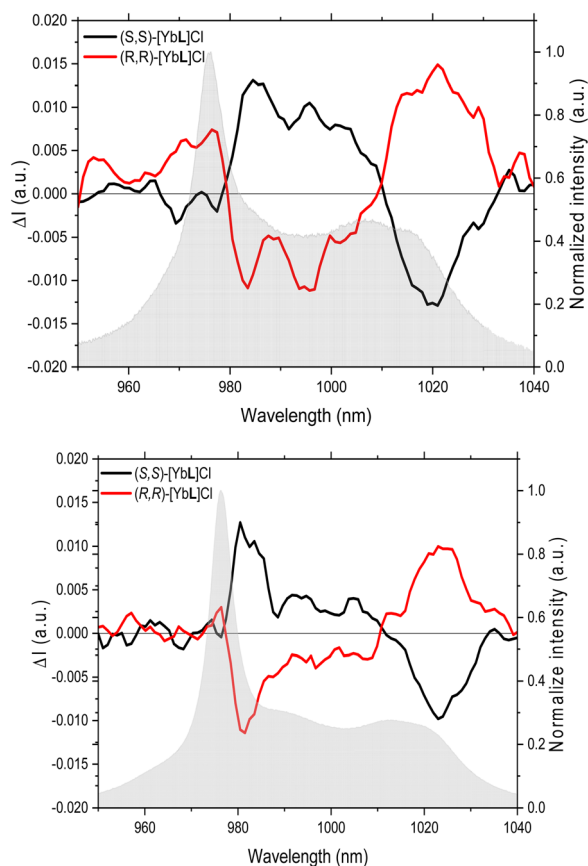 (S,S)-[YbL]Cl
(R,R)-[YbL]Cl
0.020
0.015
0.010
0.005
0.000
-0.005
-0.010
-0.015
-0.020
ΔI (a.u.)
1.0
0.8
0.6
0.4
0.2
0.0
Normalized intensity (a.u.)
960 980 1000 1020 1040
Wavelength (nm)
(S,S)-[YbL]Cl
(R,R)-[YbL]Cl
0.020
0.015
0.010
0.005
0.000
-0.005
-0.010
-0.015
-0.020
Δ I (a.u.)
1.0
0.8
0.6
0.4
0.2
0.0
Normalize intensity (a.u.)
960 980 1000 1020 1040
Wavelength (nm)